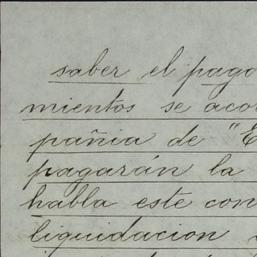 saber el pago
mientos se aco
pañia de "E
pagarán la
habla este con
liquidacion